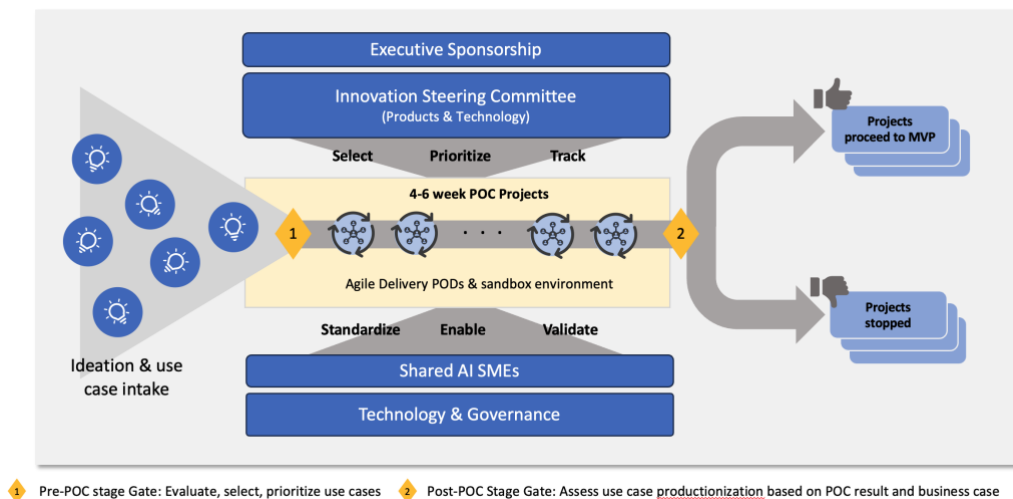 Executive Sponsorship
Innovation Steering Committee
(Products & Technology)
Select Prioritize Track
4-6 week POC Projects
1
. . .
2
Agile Delivery PODs & sandbox environment
Standardize Enable Validate
Shared AI SMEs
Technology & Governance
Ideation & use
case intake
Projects
proceed to MVP
Projects
stopped
1 Pre-POC stage Gate: Evaluate, select, prioritize use cases
2 Post-POC Stage Gate: Assess use case productionization based on POC result and business case